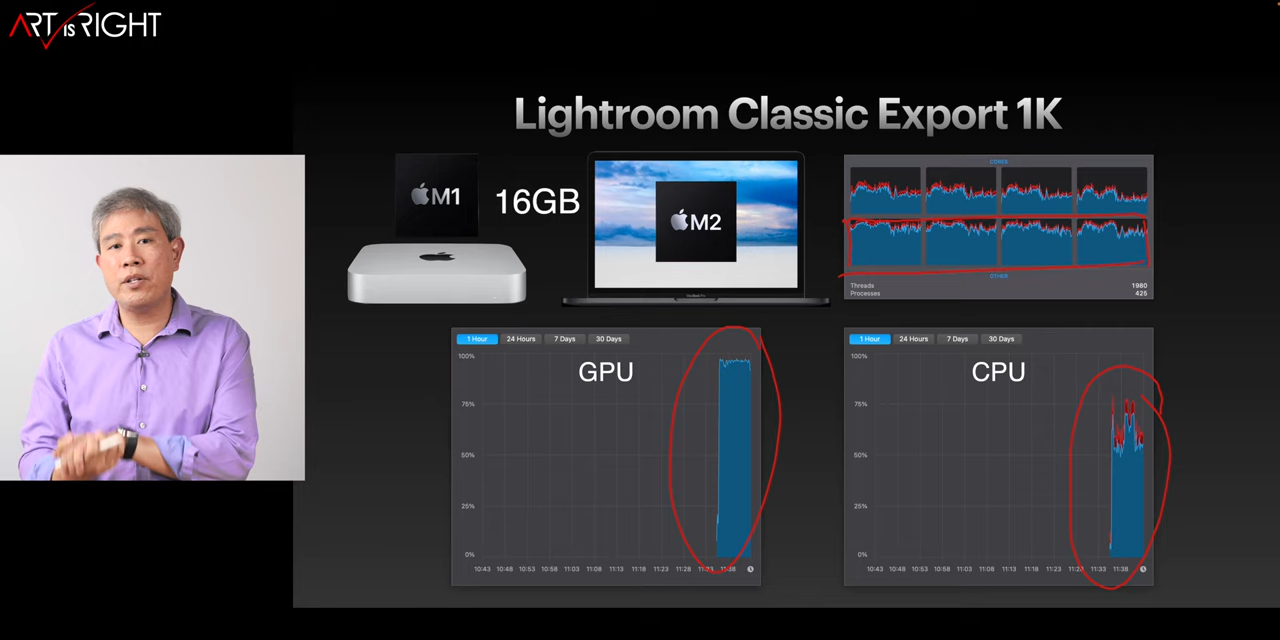 ART IS RIGHT
Lightroom Classic Export 1K
M1
16GB
M2
CORES
OTHER
Threads 1980
Processes 425
1 Hour 24 Hours 7 Days 30 Days
100%
GPU
75%
50%
25%
0%
10:43 10:48 10:53 10:58 11:03 11:08 11:13 11:18 11:23 11:28 11:33 11:38
1 Hour 24 Hours 7 Days 30 Days
100%
CPU
75%
50%
25%
0%
10:43 10:48 10:53 10:58 11:03 11:08 11:13 11:18 11:23 11:28 11:33 11:38